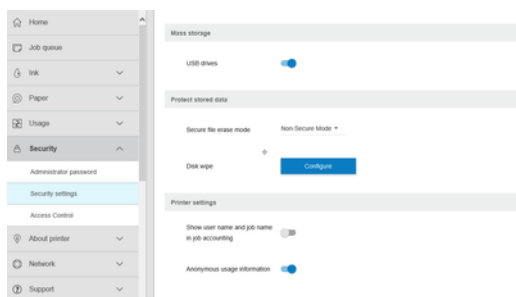 Home
Job queue
Ink
Paper
Usage
Security
Administrator password
Security settings
Access Control
About printer
Network
Support
Mass storage
USB drives
Protect stored data
Secure file erase mode Non-Secure Mode
Disk wipe Configure
Printer settings
Show user name and job name
in job accounting
Anonymous usage information